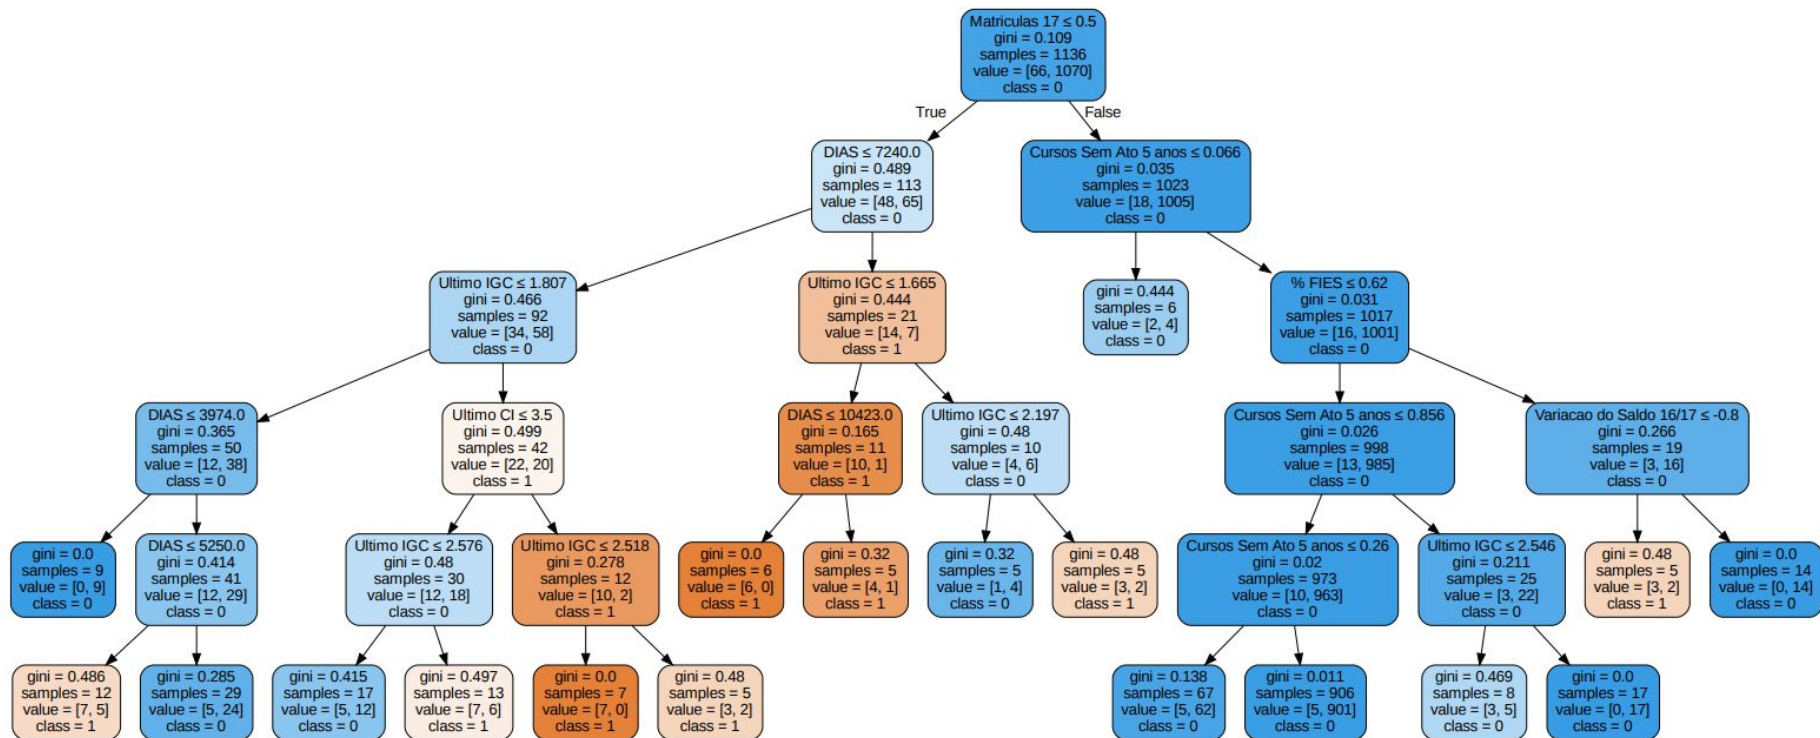 Matriculas 17 ≤ 0.5
gini = 0.109
samples = 1136
value = [66, 1070]
class = 0
True
False
DIAS ≤ 7240.0
gini = 0.489
samples = 113
value = [48, 65]
class = 0
Cursos Sem Ato 5 anos ≤ 0.066
gini = 0.035
samples = 1023
value = [18, 1005]
class = 0
Ultimo IGC ≤ 1.807
gini = 0.466
samples = 92
value = [34, 58]
class = 0
Ultimo IGC ≤ 1.665
gini = 0.444
samples = 21
value = [14, 7]
class = 1
gini = 0.444
samples = 6
value = [2, 4]
class = 0
% FIES ≤ 0.62
gini = 0.031
samples = 1017
value = [16, 1001]
class = 0
DIAS ≤ 3974.0
gini = 0.365
samples = 50
value = [12, 38]
class = 0
Ultimo CI ≤ 3.5
gini = 0.499
samples = 42
value = [22, 20]
class = 1
DIAS ≤ 10423.0
gini = 0.165
samples = 11
value = [10, 1]
class = 1
Ultimo IGC ≤ 2.197
gini = 0.48
samples = 10
value = [4, 6]
class = 0
Cursos Sem Ato 5 anos ≤ 0.856
gini = 0.026
samples = 998
value = [13, 985]
class = 0
Variacao do Saldo 16/17 ≤ -0.8
gini = 0.266
samples = 19
value = [3, 16]
class = 0
gini = 0.0
samples = 9
value = [0, 9]
class = 0
DIAS ≤ 5250.0
gini = 0.414
samples = 41
value = [12, 29]
class = 0
Ultimo IGC ≤ 2.576
gini = 0.48
samples = 30
value = [12, 18]
class = 0
Ultimo IGC ≤ 2.518
gini = 0.278
samples = 12
value = [10, 2]
class = 1
gini = 0.0
samples = 6
value = [6, 0]
class = 1
gini = 0.32
samples = 5
value = [4, 1]
class = 1
gini = 0.32
samples = 5
value = [1, 4]
class = 0
gini = 0.48
samples = 5
value = [3, 2]
class = 1
Cursos Sem Ato 5 anos ≤ 0.26
gini = 0.02
samples = 973
value = [10, 963]
class = 0
Ultimo IGC ≤ 2.546
gini = 0.211
samples = 25
value = [3, 22]
class = 0
gini = 0.48
samples = 5
value = [3, 2]
class = 1
gini = 0.0
samples = 14
value = [0, 14]
class = 0
gini = 0.486
samples = 12
value = [7, 5]
class = 1
gini = 0.285
samples = 29
value = [5, 24]
class = 0
gini = 0.415
samples = 17
value = [5, 12]
class = 0
gini = 0.497
samples = 13
value = [7, 6]
class = 1
gini = 0.0
samples = 7
value = [7, 0]
class = 1
gini = 0.48
samples = 5
value = [3, 2]
class = 1
gini = 0.138
samples = 67
value = [5, 62]
class = 0
gini = 0.011
samples = 906
value = [5, 901]
class = 0
gini = 0.469
samples = 8
value = [3, 5]
class = 0
gini = 0.0
samples = 17
value = [0, 17]
class = 0